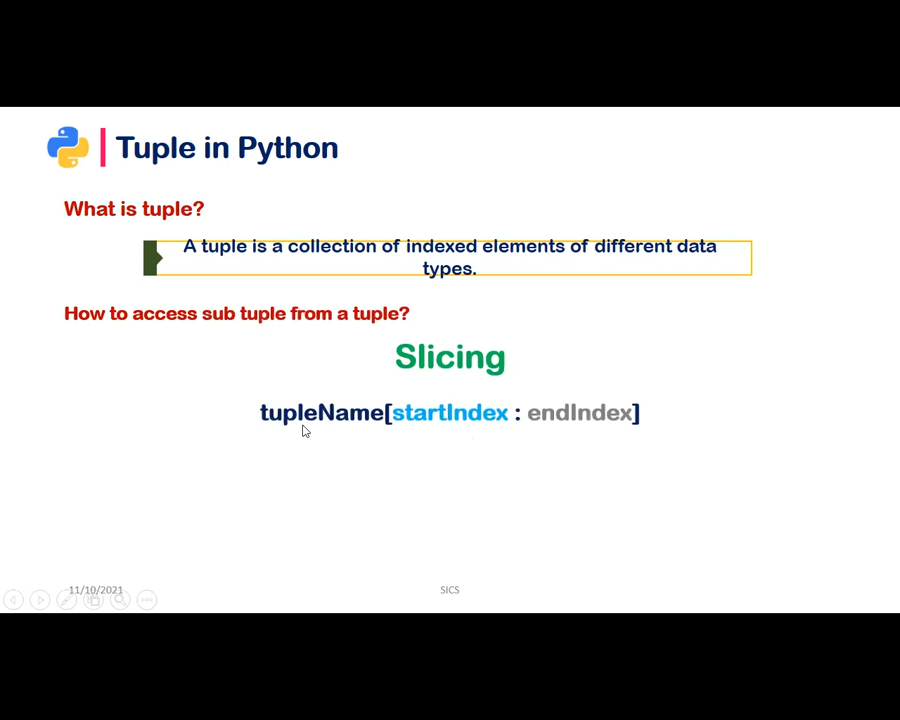 Tuple in Python
What is tuple?
A tuple is a collection of indexed elements of different data
types.
How to access sub tuple from a tuple?
Slicing
tupleName[startIndex : endIndex]
11/10/2021
SICS